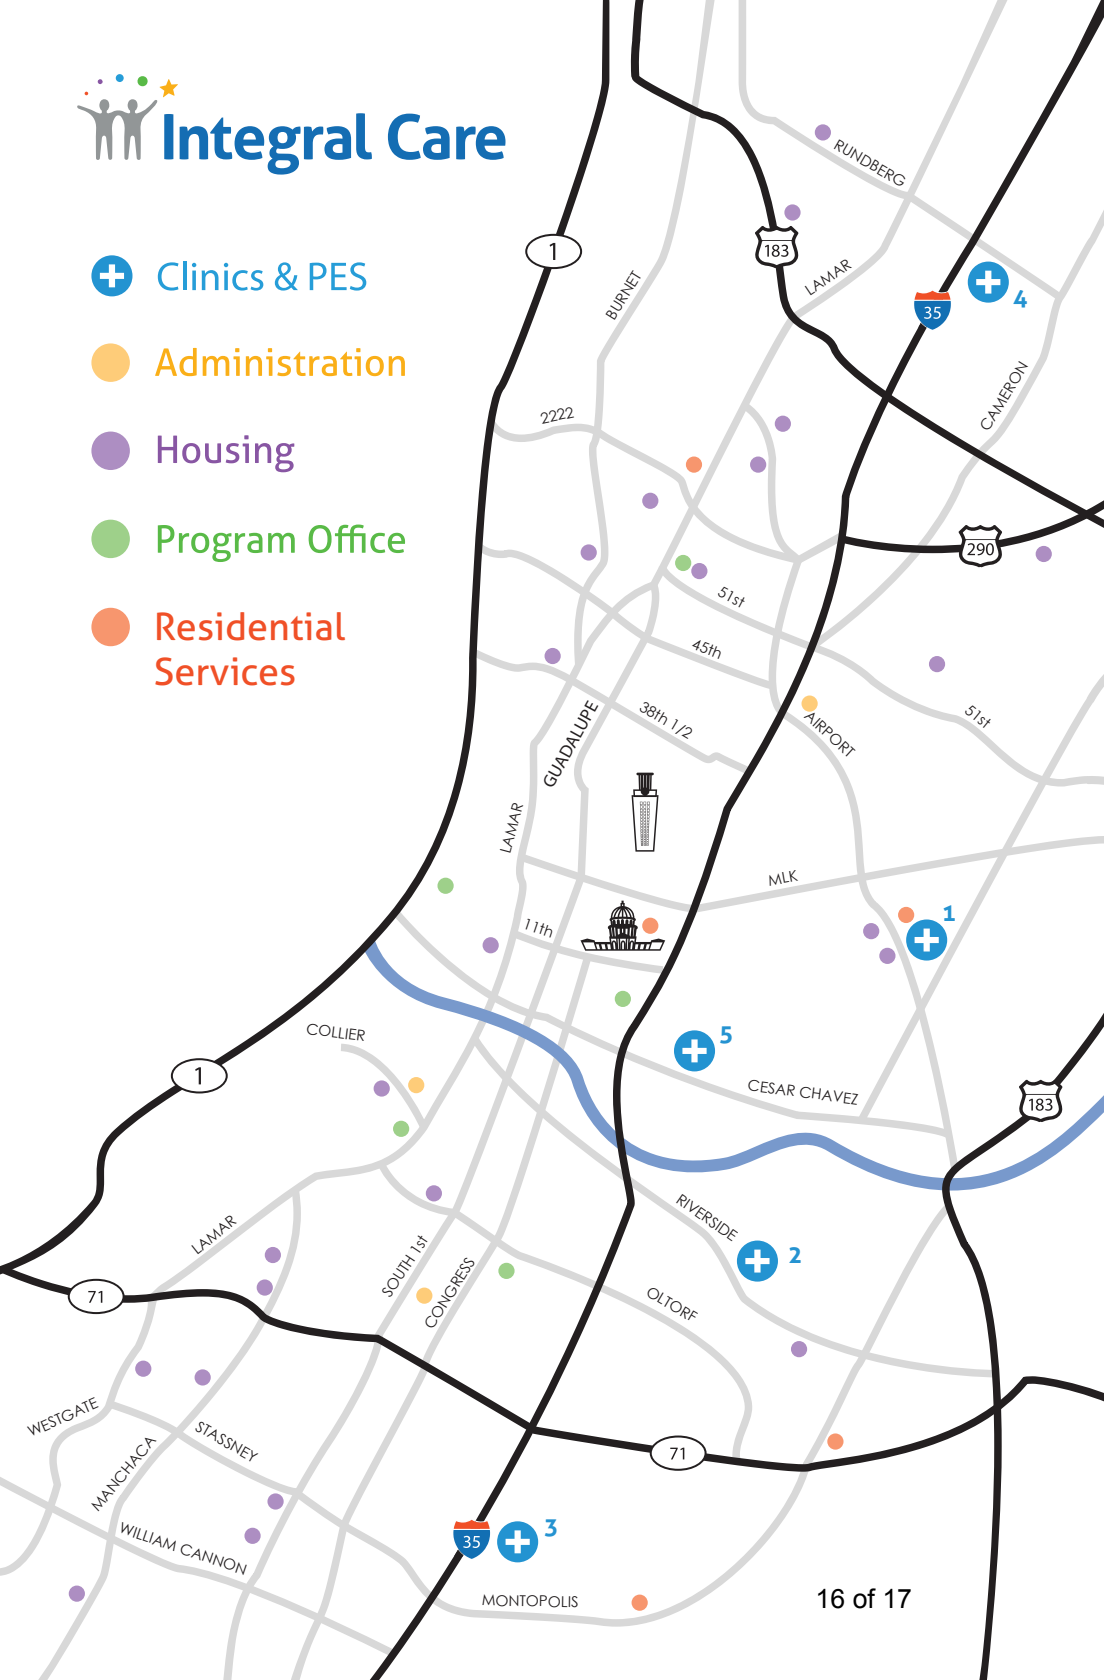 Integral Care
Clinics & PES
Administration
Housing
Program Office
Residential
Services
RUNDBERG
1
183
LAMAR
BURNET
35
4
CAMERON
2222
290
51st
45th
38th 1/2
GUADALUPE
51st
AIRPORT
LAMAR
MLK
11th
1
COLLIER
5
1
CESAR CHAVEZ
183
RIVERSIDE
2
LAMAR
SOUTH 1st
CONGRESS
OLTORF
71
WESTGATE
STASSNEY
MANCHACA
71
WILLIAM CANNON
35
3
MONTOPOLIS
16 of 17